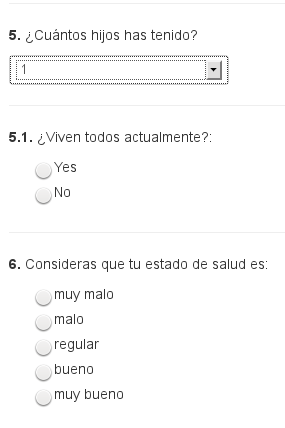 5. ¿Cuántos hijos has tenido?
1
5.1. ¿Viven todos actualmente?:
Yes
No
6. Consideras que tu estado de salud es:
muy malo
malo
regular
bueno
muy bueno